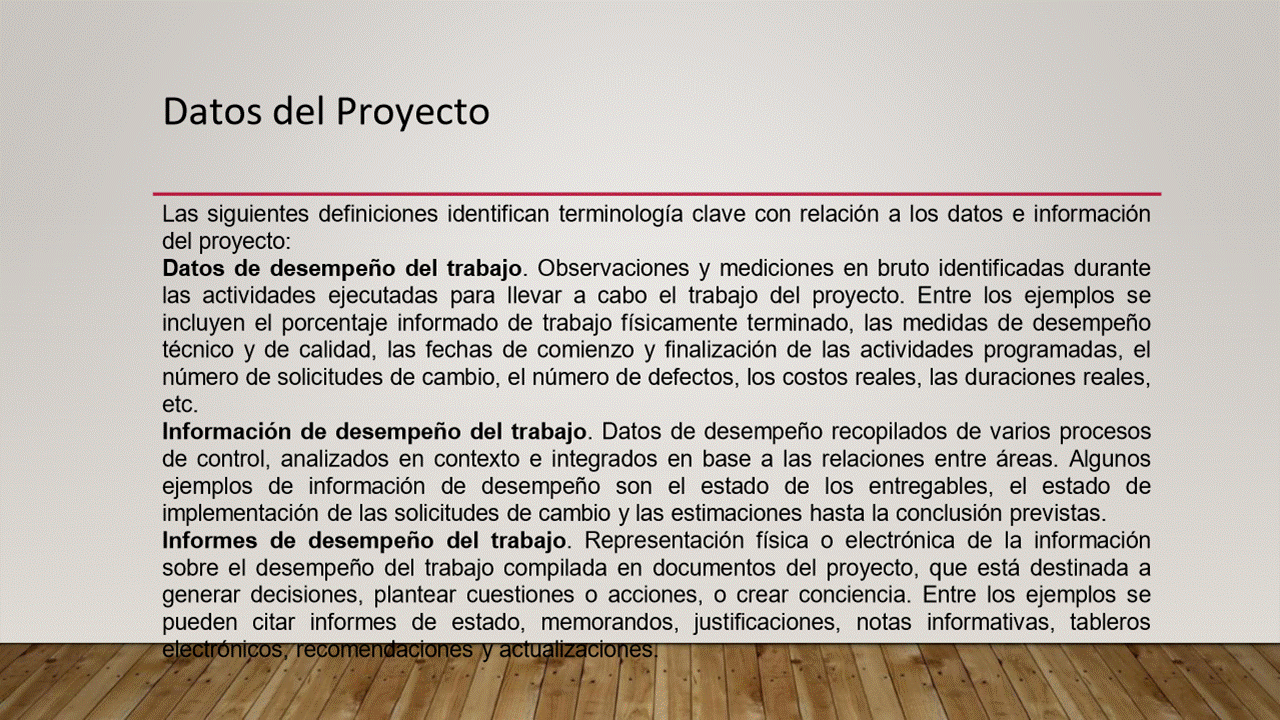 Datos del Proyecto
Las siguientes definiciones identifican terminología clave con relación a los datos e información
del proyecto:
Datos de desempeño del trabajo. Observaciones y mediciones en bruto identificadas durante
las actividades ejecutadas para llevar a cabo el trabajo del proyecto. Entre los ejemplos se
incluyen el porcentaje informado de trabajo físicamente terminado, las medidas de desempeño
técnico y de calidad, las fechas de comienzo y finalización de las actividades programadas, el
número de solicitudes de cambio, el número de defectos, los costos reales, las duraciones reales,
etc.
Información de desempeño del trabajo. Datos de desempeño recopilados de varios procesos
de control, analizados en contexto e integrados en base a las relaciones entre áreas. Algunos
ejemplos de información de desempeño son el estado de los entregables, el estado de
implementación de las solicitudes de cambio y las estimaciones hasta la conclusión previstas.
Informes de desempeño del trabajo. Representación física o electrónica de la información
sobre el desempeño del trabajo compilada en documentos del proyecto, que está destinada a
generar decisiones, plantear cuestiones o acciones, o crear conciencia. Entre los ejemplos se
pueden citar informes de estado, memorandos, justificaciones, notas informativas, tableros
electrónicos, recomendaciones y actualizaciones.